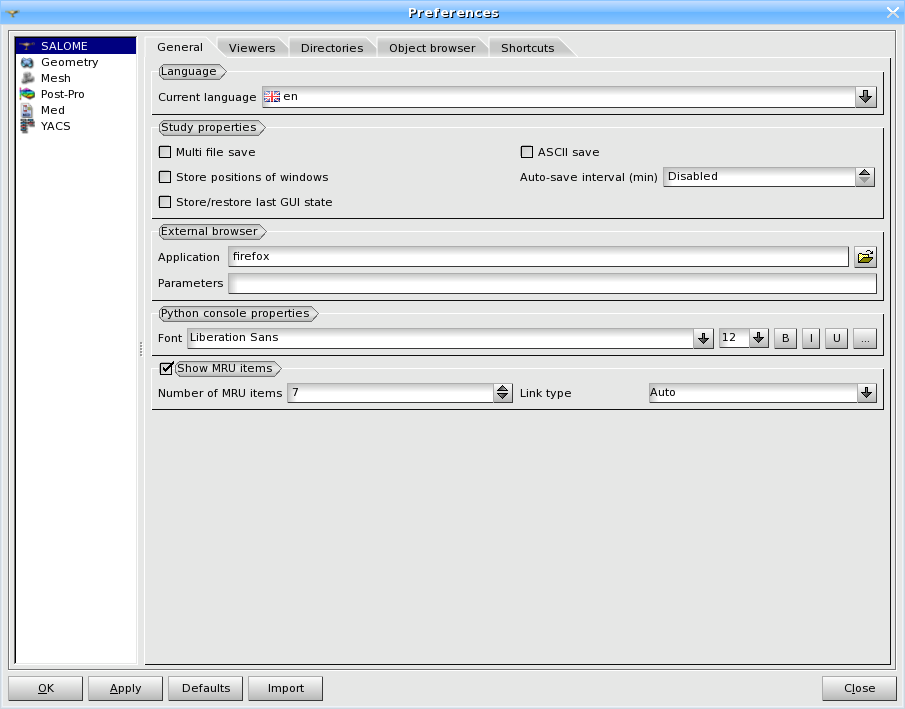 Preferences
SALOME
Geometry
Mesh
Post-Pro
Med
YACS
General Viewers Directories Object browser Shortcuts
Language
Current language en
Study properties
Multi file save ASCII save
Store positions of windows Auto-save interval (min) Disabled
Store/restore last GUI state
External browser
Application firefox
Parameters
Python console properties
Font Liberation Sans 12 B I U ...
Show MRU items
Number of MRU items 7 Link type Auto
OK Apply Defaults Import Close